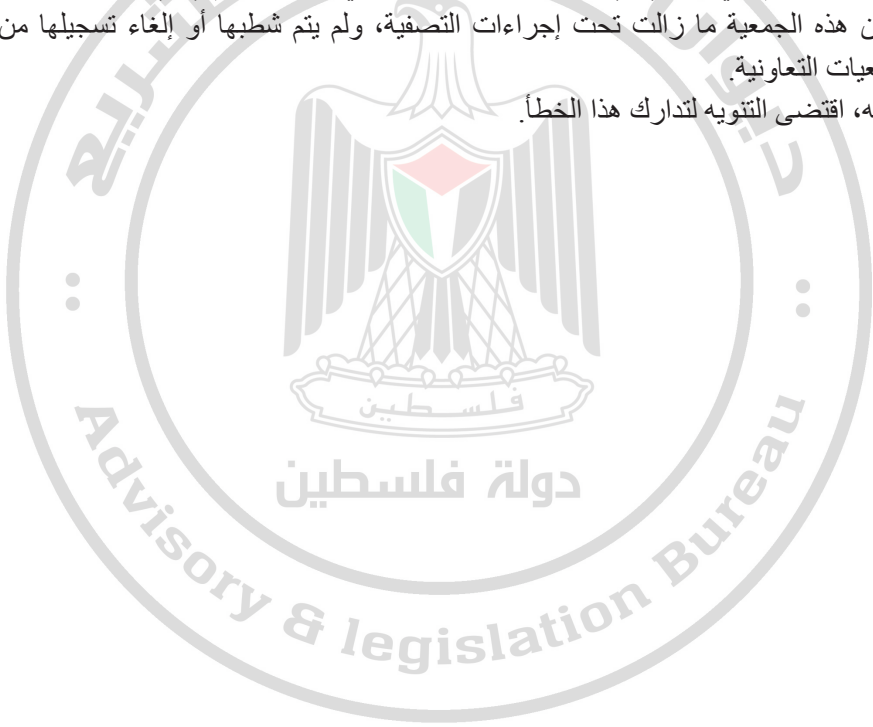 هذه الجمعية ما زالت تحت إجراءات التصفية، ولم يتم شطبها أو إلغاء تسجيلها من
التعاونية.
اقتضى التنويه لتدارك هذا الخطأ.
فلسطين
دولة فلسطين
Advisory & legislation Bureau